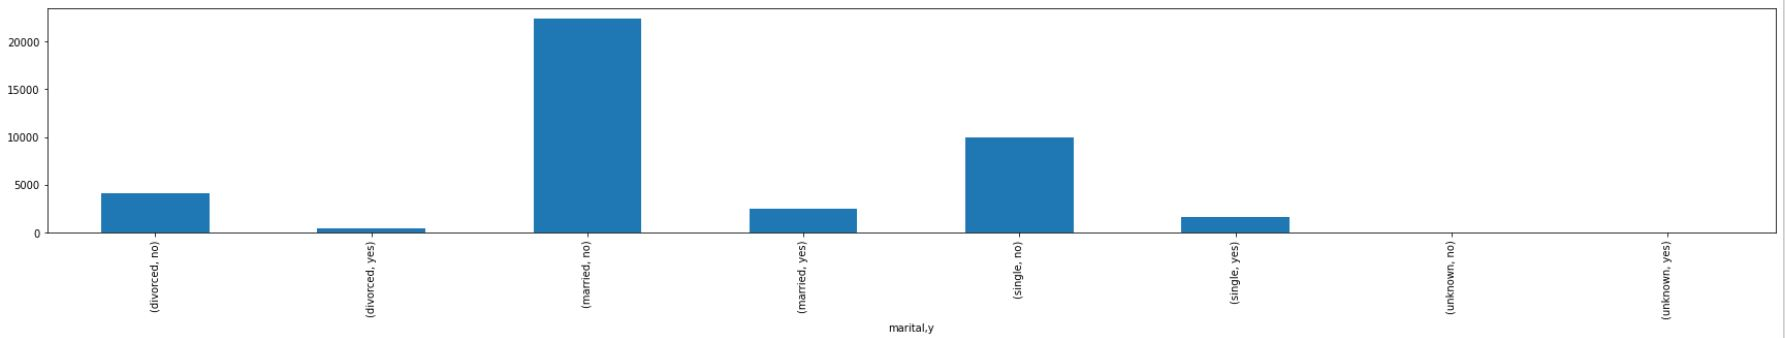 20000
15000
10000
5000
0
(divorced, no)
(divorced, yes)
(married, no)
(married, yes)
(single, no)
(single, yes)
(unknown, no)
(unknown, yes)
marital,y